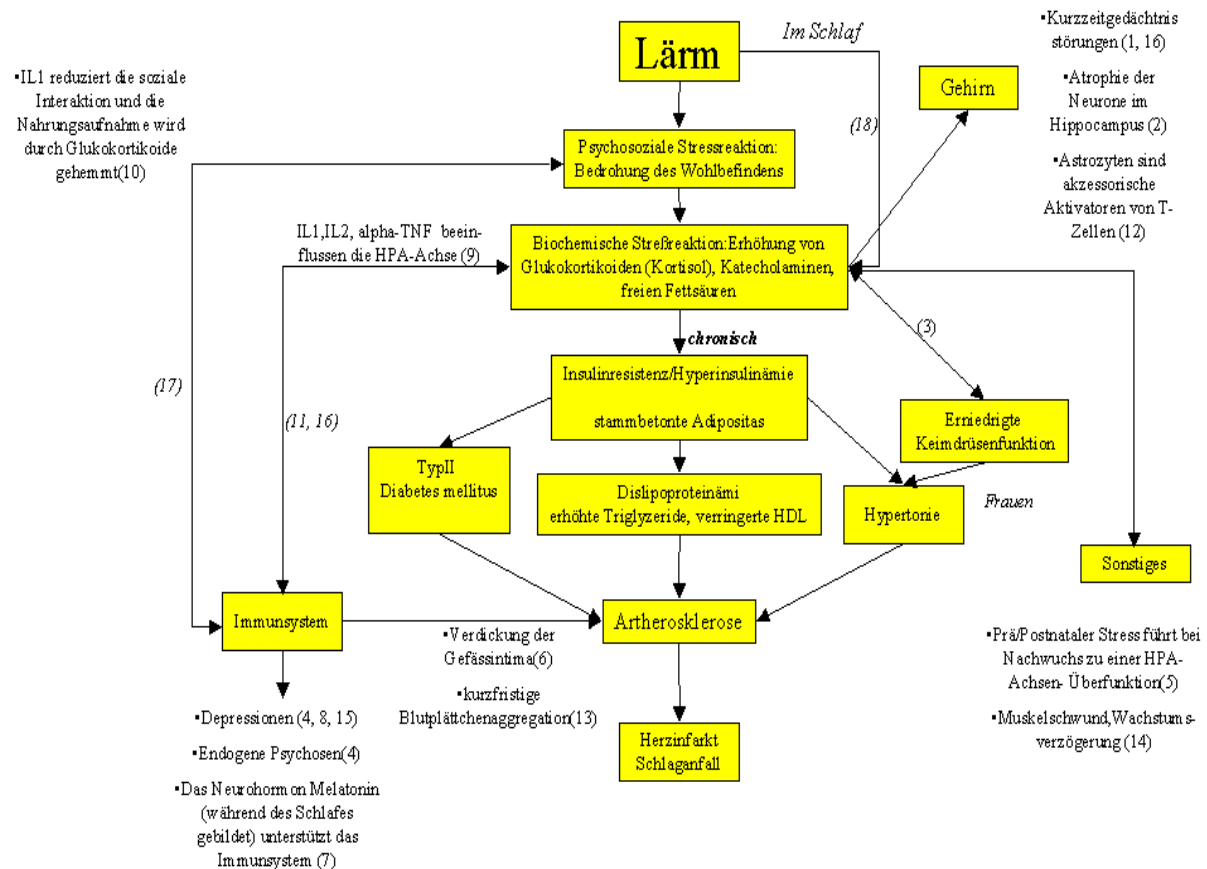 Lärm
Im Schlaf
(18)
Gehirn
▪Kurzzeitgedächtnis
störungen (1, 16)
▪Atrophie der
Neurone im
Hippocampus (2)
▪Astrozyten sind
akzessorische
Aktivatoren von T-
Zellen (12)
▪IL1 reduziert die soziale
Interaktion und die
Nahrungsaufnahme wird
durch Glukokortikoide
gehemmt(10)
Psychosoziale Stressreaktion:
Bedrohung des Wohlbefindens
IL1,IL2, alpha-TNF beein-
flussen die HPA-Achse (9)
Biochemische Streßreaktion:Erhöhung von
Glukokortikoiden (Kortisol), Katecholaminen,
freien Fettsäuren
chronisch
(3)
(17)
(11, 16)
Insulinresistenz/Hyperinsulinämie
stammbetonte Adipositas
Erniedrigte
Keimdrüsenfunktion
TypII
Diabetes mellitus
Dislipoproteinämi
erhöhte Triglyzeride, verringerte HDL
Hypertonie
Frauen
Sonstiges
Immunsystem
Artherosklerose
▪Verdickung der
Gefässintima(6)
▪kurzfristige
Blutplättchenaggregation(13)
▪Prä/Postnataler Stress führt bei
Nachwuchs zu einer HPA-
Achsen- Überfunktion(5)
▪Muskelschwund,Wachstums-
verzögerung (14)
▪Depressionen (4, 8, 15)
▪Endogene Psychosen(4)
▪Das Neurohormon Melatonin
(während des Schlafes
gebildet) unterstützt das
Immunsystem (7)
Herzinfarkt
Schlaganfall